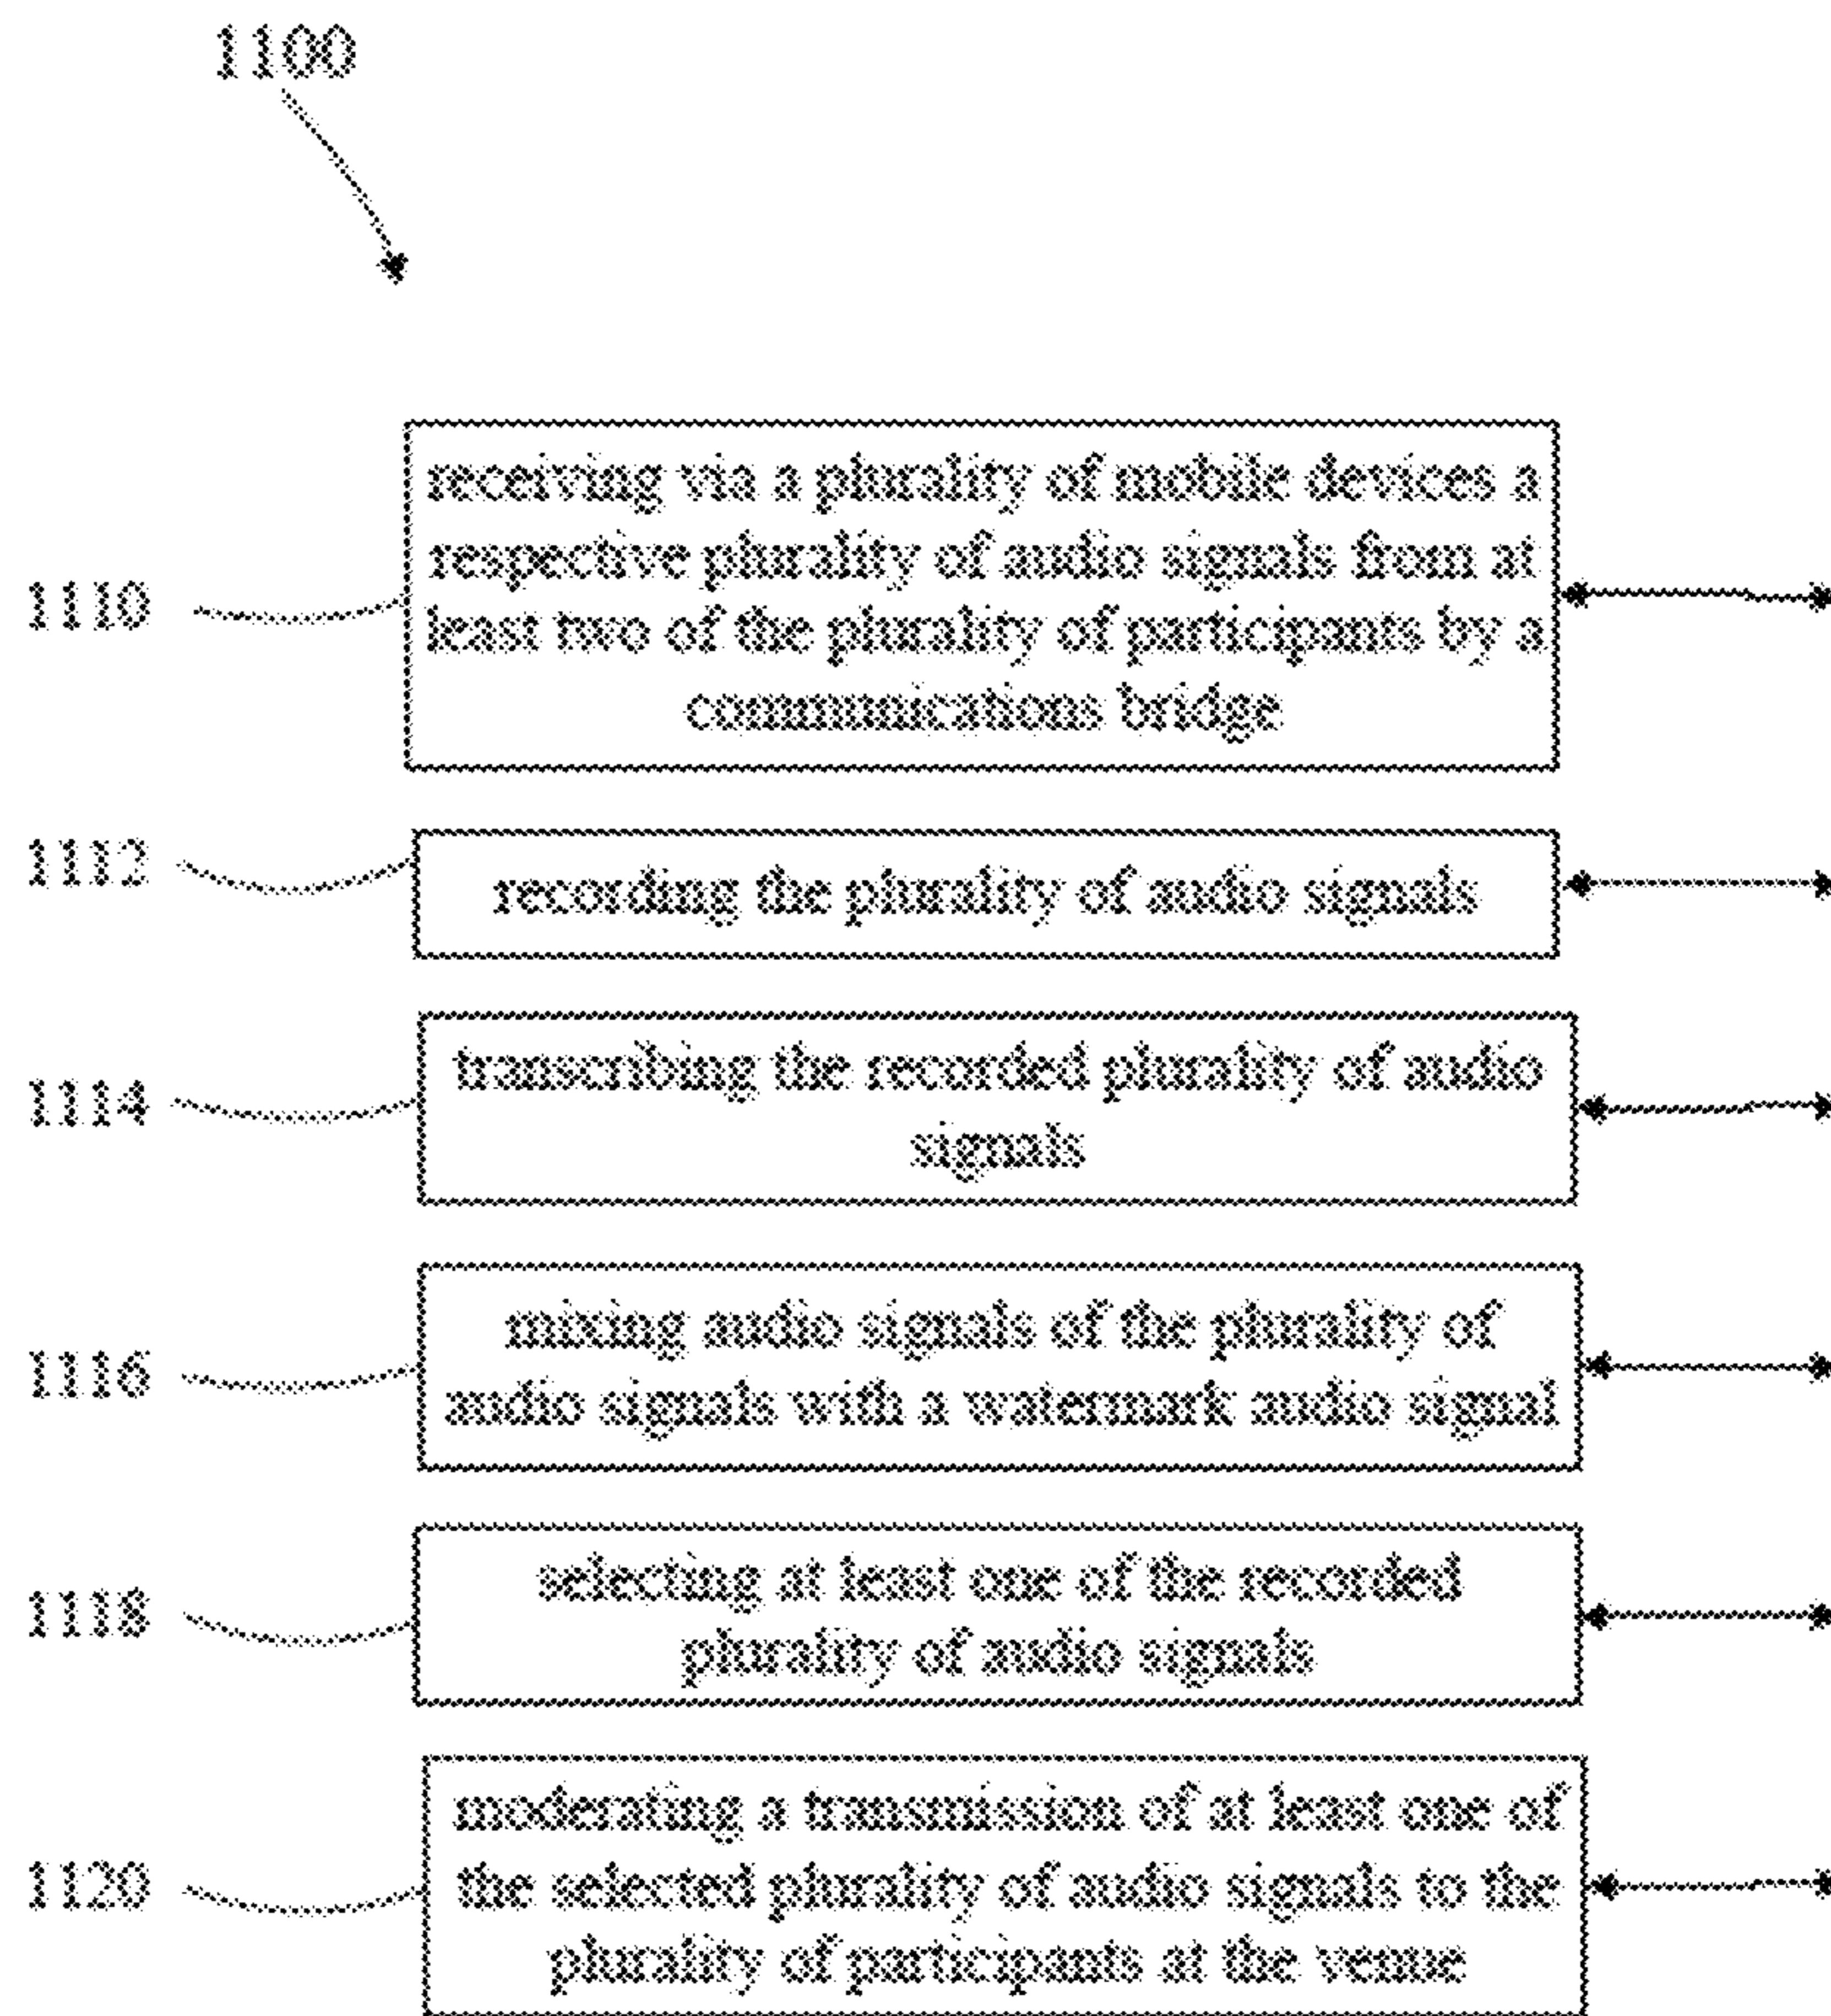 1100
receiving via a plurality of mobile devices a
respective plurality of audio signals from at
1110
least two of the plurality of participants by a
communications bridge
1112
recording the plurality of audio signals
transcribing the recorded plurality of audio
1114
signals
mixing audio signals of the plurality of
1116
audio signals with a watermark audio signal
selecting at least one of the recorded
1118
plurality of audio signals
moderating a transmission of at least one of
1120
the selected plurality of audio signals to the
plurality of participants at the venue